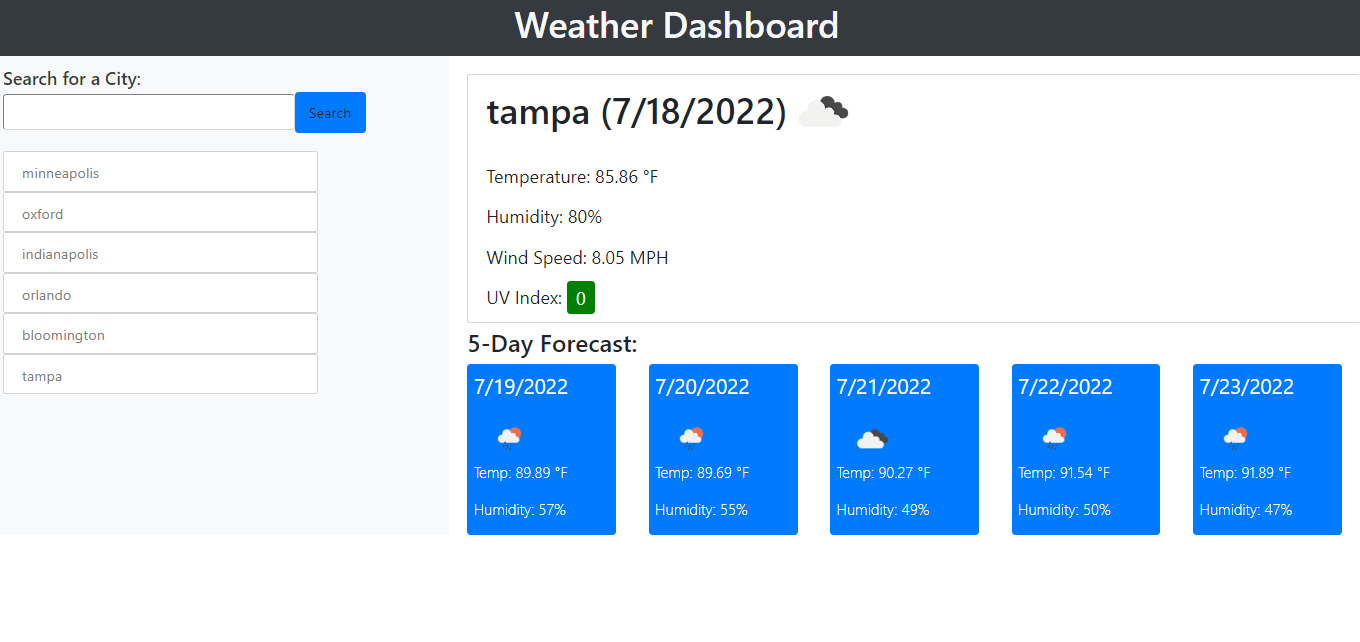 Weather Dashboard
Search for a City:
Search
minneapolis
oxford
indianapolis
orlando
bloomington
tampa
tampa (7/18/2022)
Temperature: 85.86 °F
Humidity: 80%
Wind Speed: 8.05 MPH
UV Index: 0
5-Day Forecast:
7/19/2022
Temp: 89.89 °F
Humidity: 57%
7/20/2022
Temp: 89.69 °F
Humidity: 55%
7/21/2022
Temp: 90.27 °F
Humidity: 49%
7/22/2022
Temp: 91.54 °F
Humidity: 50%
7/23/2022
Temp: 91.89 °F
Humidity: 47%